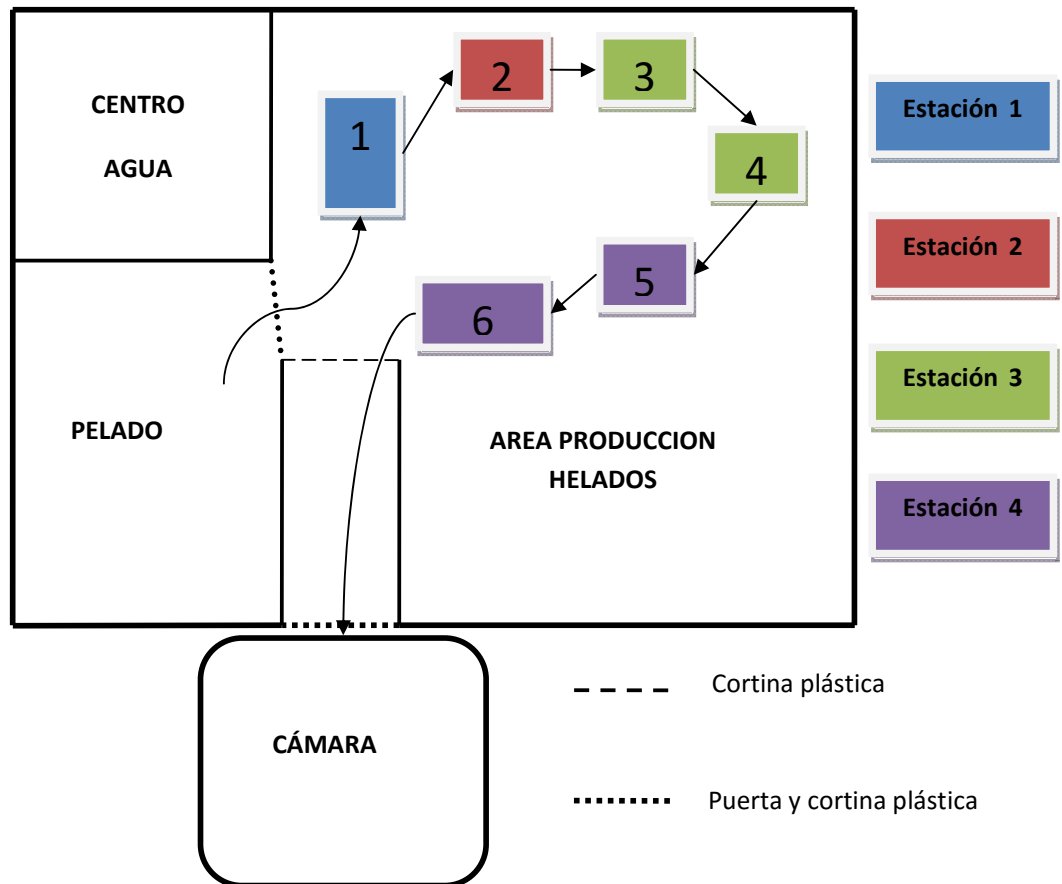 CENTRO
AGUA
1
2
3
4
5
6
PELADO
AREA PRODUCCION
HELADOS
CÁMARA
Estación 1
Estación 2
Estación 3
Estación 4
Cortina plástica
Puerta y cortina plástica